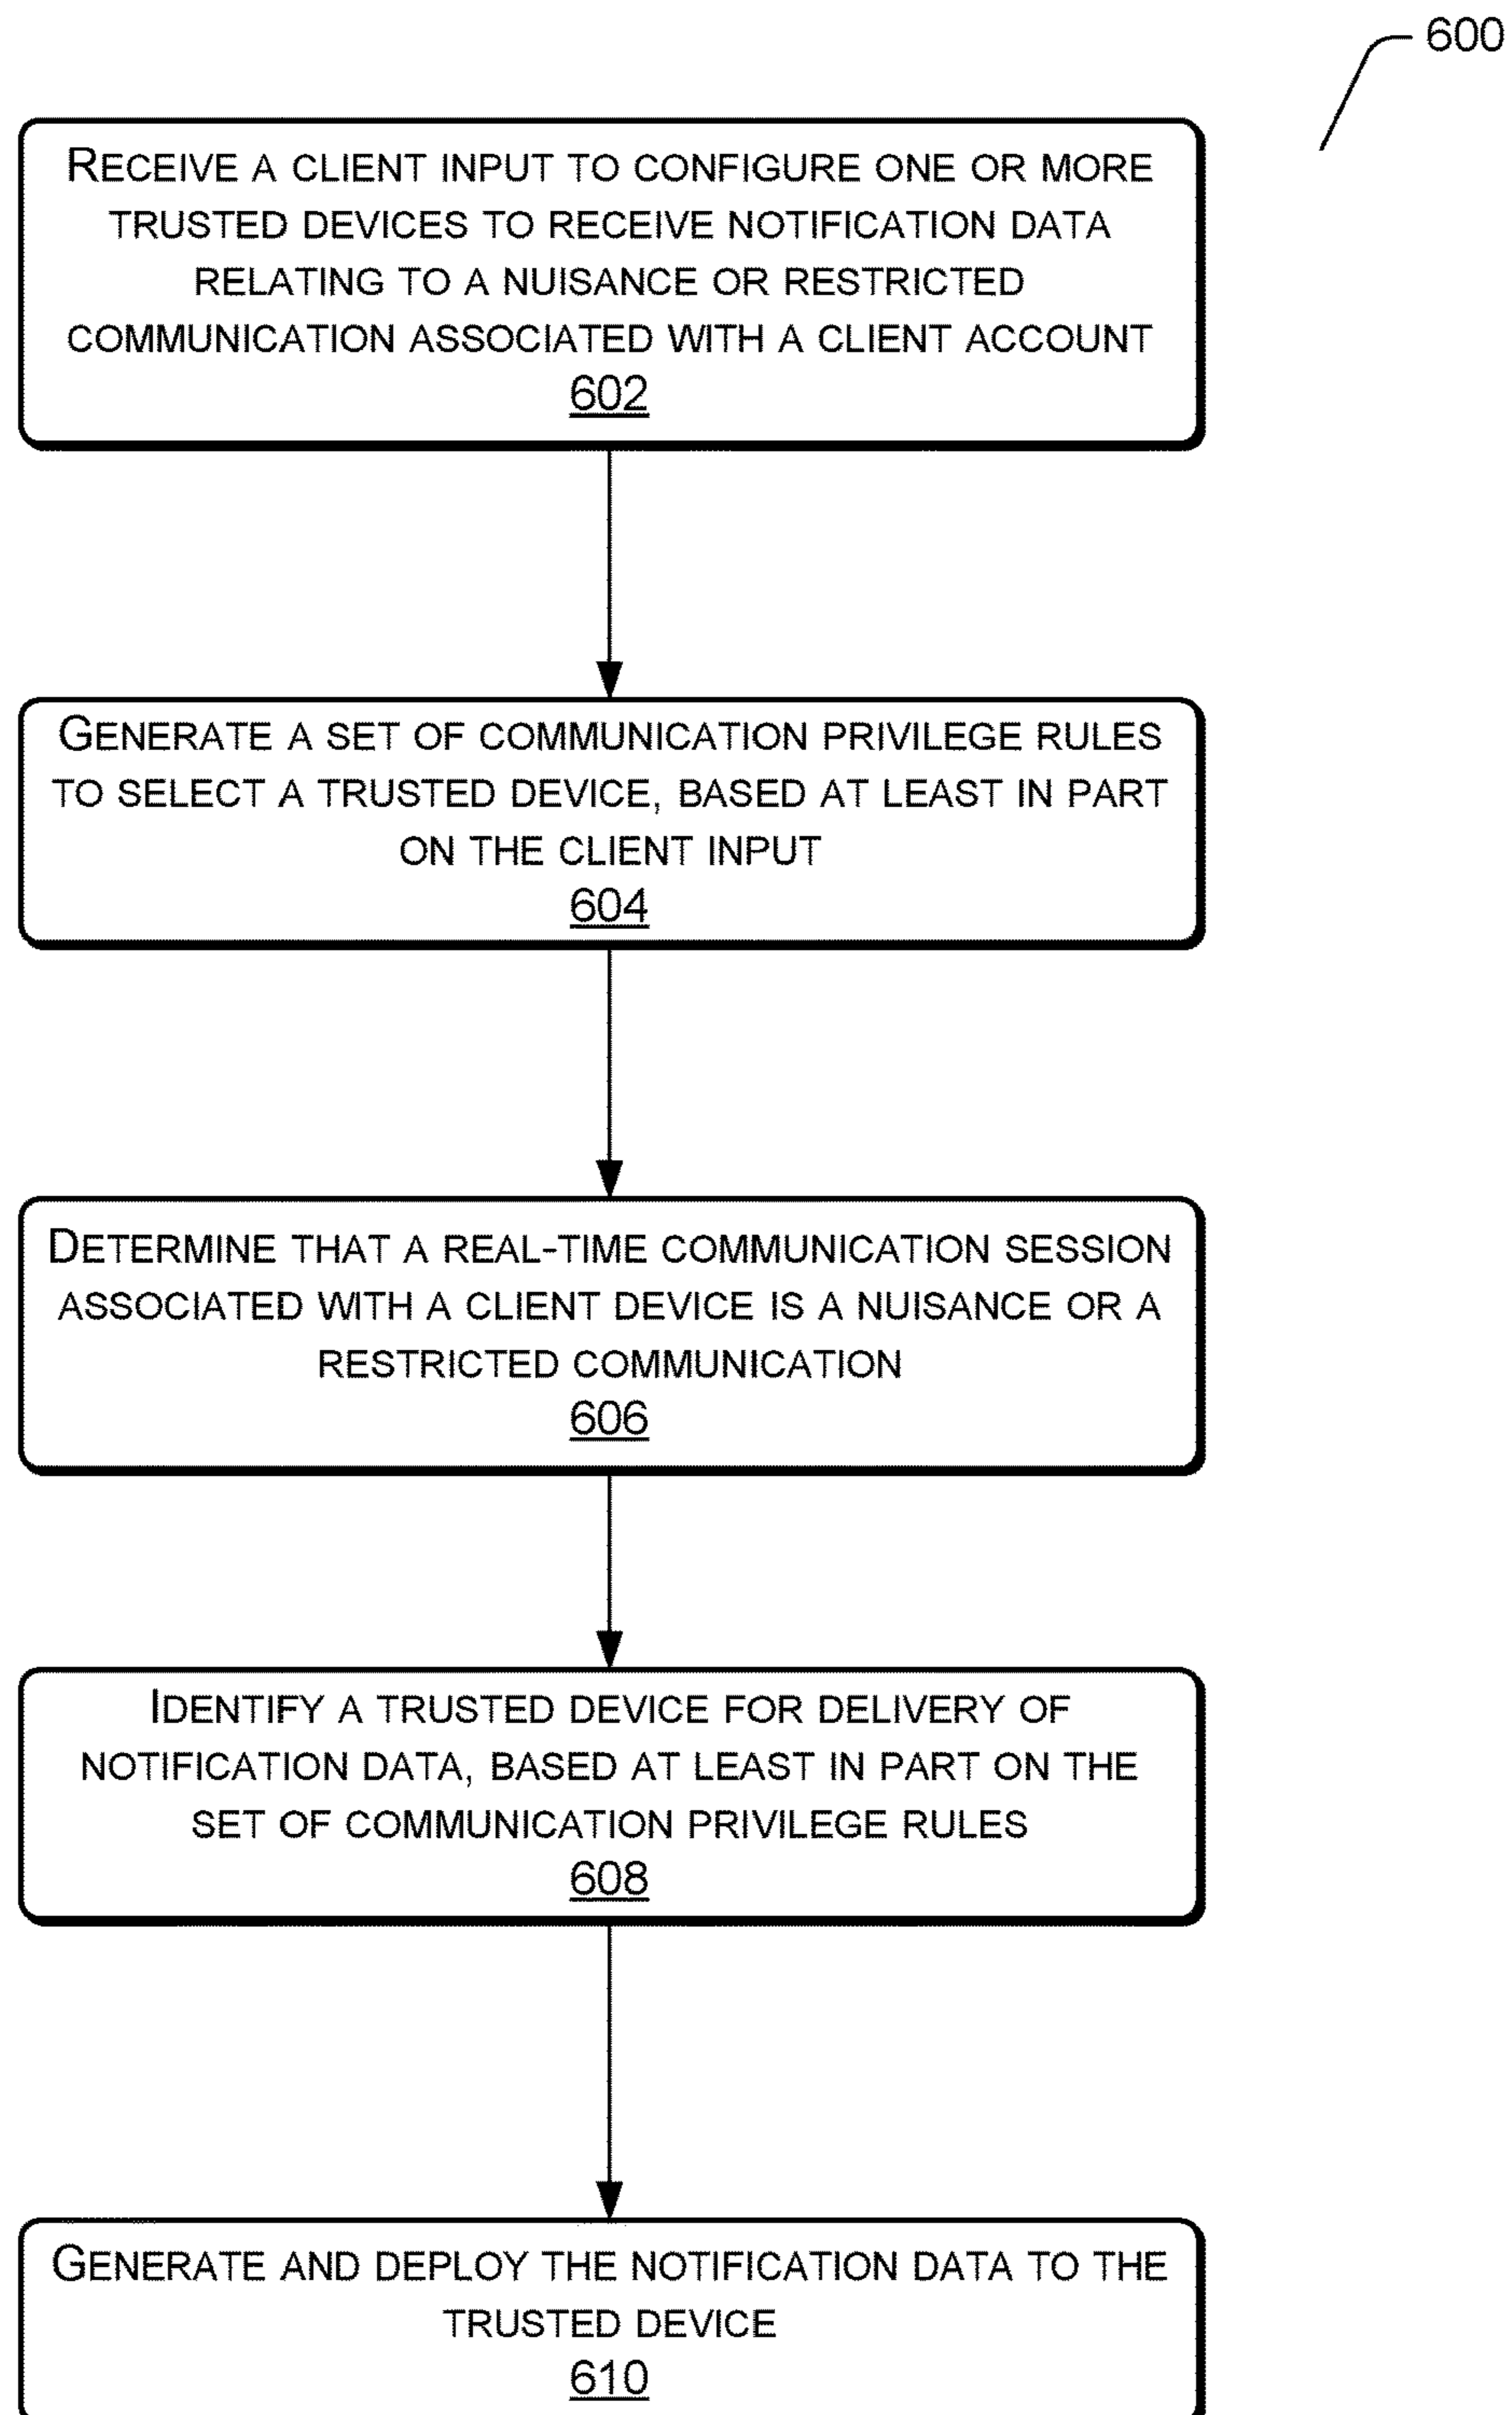 600
RECEIVE A CLIENT INPUT TO CONFIGURE ONE OR MORE
TRUSTED DEVICES TO RECEIVE NOTIFICATION DATA
RELATING TO A NUISANCE OR RESTRICTED
COMMUNICATION ASSOCIATED WITH A CLIENT ACCOUNT
602
GENERATE A SET OF COMMUNICATION PRIVILEGE RULES
TO SELECT A TRUSTED DEVICE, BASED AT LEAST IN PART
ON THE CLIENT INPUT
604
DETERMINE THAT A REAL-TIME COMMUNICATION SESSION
ASSOCIATED WITH A CLIENT DEVICE IS A NUISANCE OR A
RESTRICTED COMMUNICATION
606
IDENTIFY A TRUSTED DEVICE FOR DELIVERY OF
NOTIFICATION DATA, BASED AT LEAST IN PART ON THE
SET OF COMMUNICATION PRIVILEGE RULES
608
GENERATE AND DEPLOY THE NOTIFICATION DATA TO THE
TRUSTED DEVICE
610